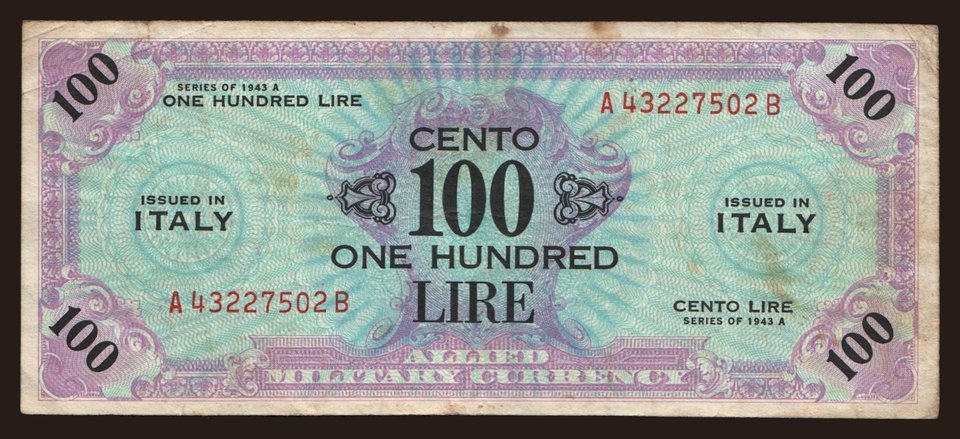 100
100
SERIES OF 1943 A
ONE HUNDRED LIRE
A 43227502 B
CENTO
100
ISSUED IN
ITALY
ISSUED IN
ITALY
ONE HUNDRED
LIRE
A 43227502 B
CENTO LIRE
SERIES OF 1943 A
100
100
ALLIED
MILITARY CURRENCY